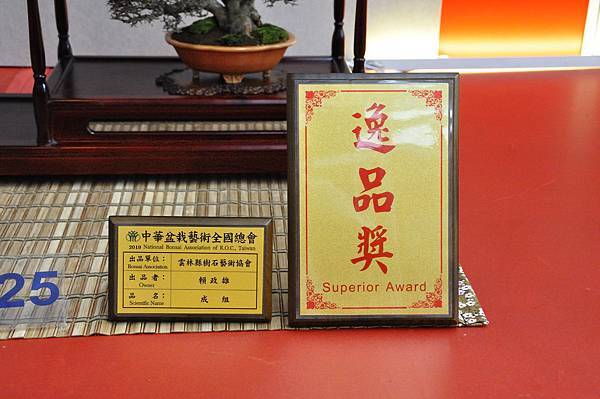 中華盆栽藝術全國總會
2019 National Bonsai Association of R.O.C., Taiwan
出品單位： 雲林縣樹石藝術協會
Bonsai Association
出品者： 賴政雄
Owner
品名： 成組
Scientific Name
25
逸品獎
Superior Award